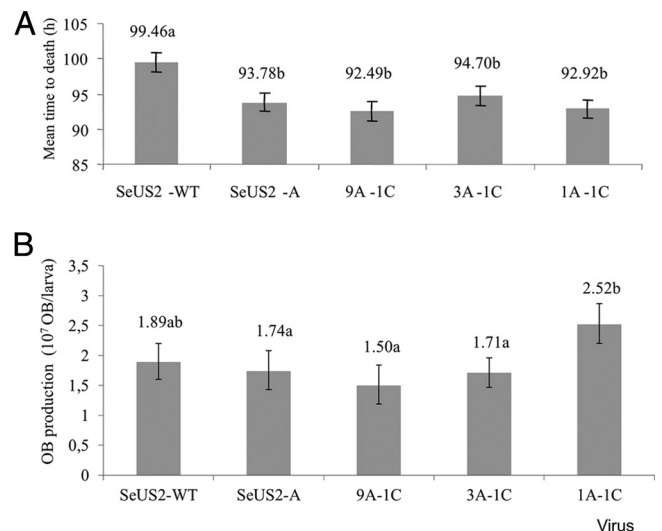 A
Mean time to death (h)
105
100
95
90
85
99.46a
93.78b
92.49b
94.70b
92.92b
SeUS2 -WT
SeUS2 -A
9A -1C
3A -1C
1A -1C
B
OB production (10⁷ OB/larva)
3,5
3
2,5
2
1,5
1
0,5
0
1.89ab
1.74a
1.50a
1.71a
2.52b
SeUS2-WT
SeUS2-A
9A-1C
3A-1C
1A-1C
Virus